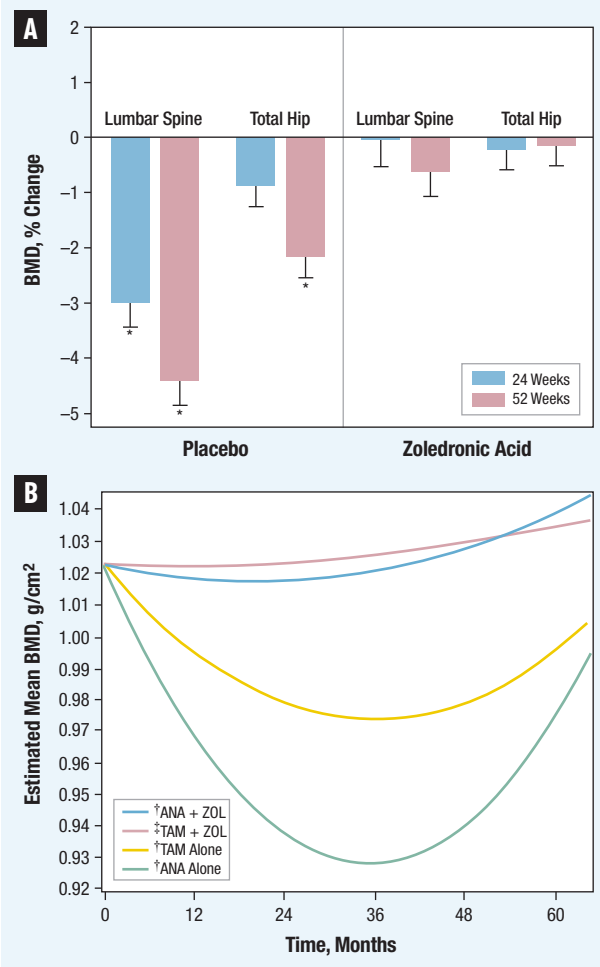 A
BMD, % Change
2
1
0
–1
–2
–3
–4
–5
Lumbar Spine
Total Hip
Lumbar Spine
Total Hip
*
*
*
24 Weeks
52 Weeks
Placebo
Zoledronic Acid
B
Estimated Mean BMD, g/cm²
1.04
1.03
1.02
1.01
1.00
0.99
0.98
0.97
0.96
0.95
0.94
0.93
0.92
†ANA + ZOL
‡TAM + ZOL
†TAM Alone
†ANA Alone
0
12
24
36
48
60
Time, Months